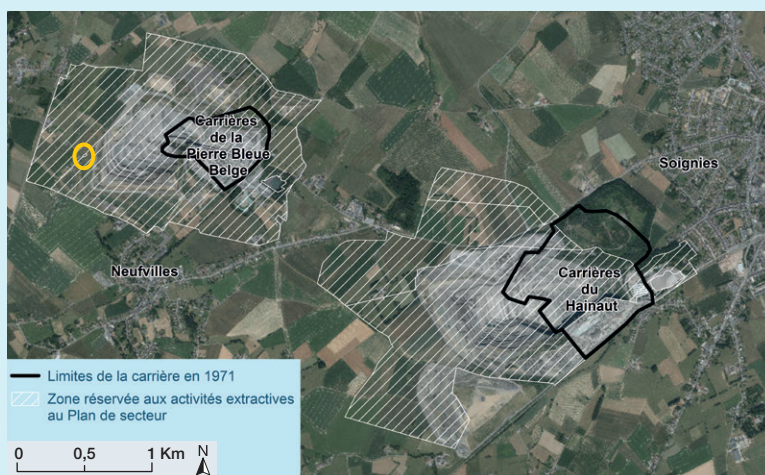 Carrières
de la
Pierre Bleue
Belge
Soignies
Neufvilles
Carrières
du
Hainaut
Limites de la carrière en 1971
Zone réservée aux activités extractives
au Plan de secteur
0 0,5 1 Km N